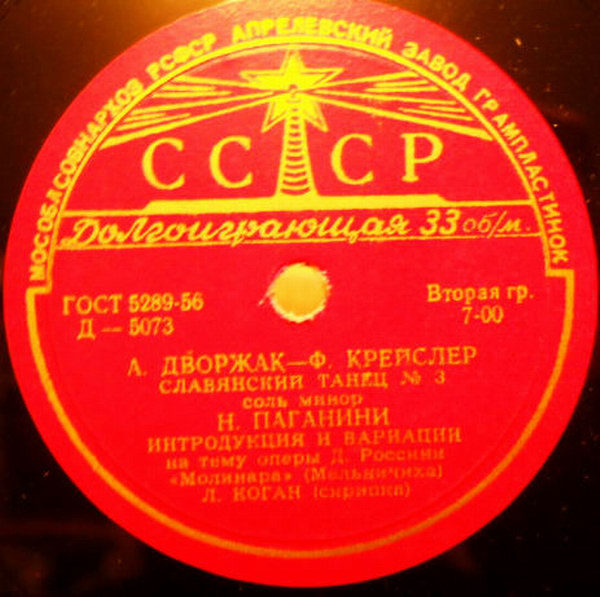 МОСОБЛСОВНАРХОЗ РСФСР АПРЕЛЕВСКИЙ ЗАВОД ГРАМПЛАСТИНОК
СССР
Долгоиграющая 33 об/м.
ГОСТ 5289-56
Д — 5073
Вторая гр.
7-00
А. ДВОРЖАК—Ф. КРЕЙСЛЕР
СЛАВЯНСКИЙ ТАНЕЦ № 3
соль минор
Н. ПАГАНИНИ
ИНТРОДУКЦИЯ И ВАРИАЦИИ
на тему оперы Д. Россини
«Молинара» (Мельничиха)
Л. КОГАН (скрипка)